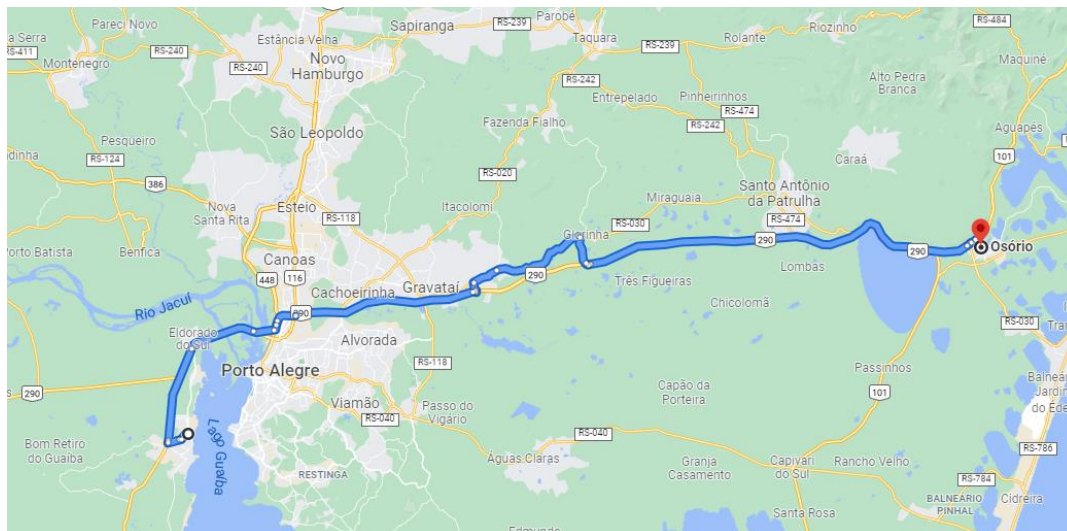 Pareci Novo
RS-239
Parobé
RS-484
Serra
Sapiranga
Riozinho
RS-411
RS-240
Estância Velha
Taquara
RS-239
Rolante
Maquiné
Montenegro
RS-240
Novo
Hamburgo
RS-242
Alto Pedra
Branca
Entrepelado
Pinheirinhos
RS-474
São Leopoldo
Fazenda Fialho
RS-242
Aguapés
Pesqueiro
101
RS-124
Caraá
386
RS-020
Santo Antônio
da Patrulha
Nova
Santa Rita
Esteio
RS-118
Itacolomi
Miraguaia
RS-030
RS-474
Porto Batista
Benfica
Glorinha
290
290
Osório
Canoas
448
116
290
Lombas
Rio Jacuí
Cachoeirinha
Gravataí
Três Figueiras
290
Chicolomã
Eldorado
do Sul
Alvorada
RS-030
Porto Alegre
RS-118
Passinhos
290
Viamão
Passo do
Vigário
Capão da
Porteira
101
RS-040
Lago Guaíba
RS-040
Bom Retiro
do Guaíba
RS-786
RESTINGA
Águas Claras
Granja
Casamento
Capivari
do Sul
Rancho Velho
RS-784
BALNEÁRIO
PINHAL
Cidreira
Santa Rosa